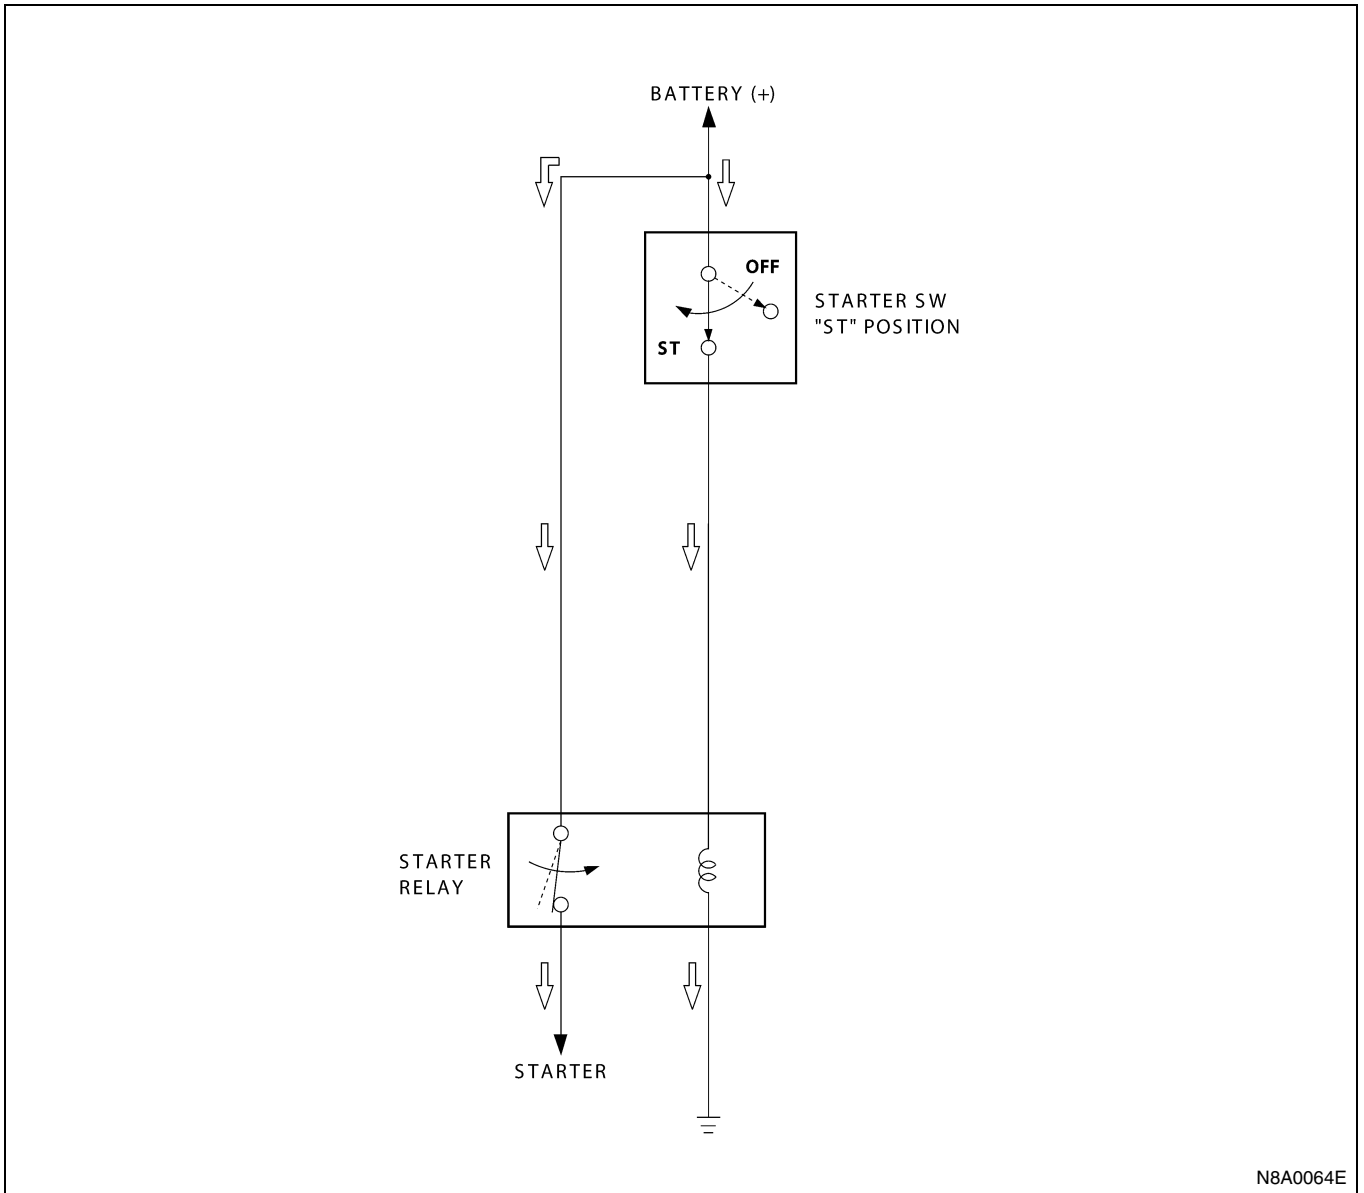 BATTERY (+)
OFF
STARTER SW
"ST" POSITION
ST
STARTER
RELAY
STARTER
N8A0064E